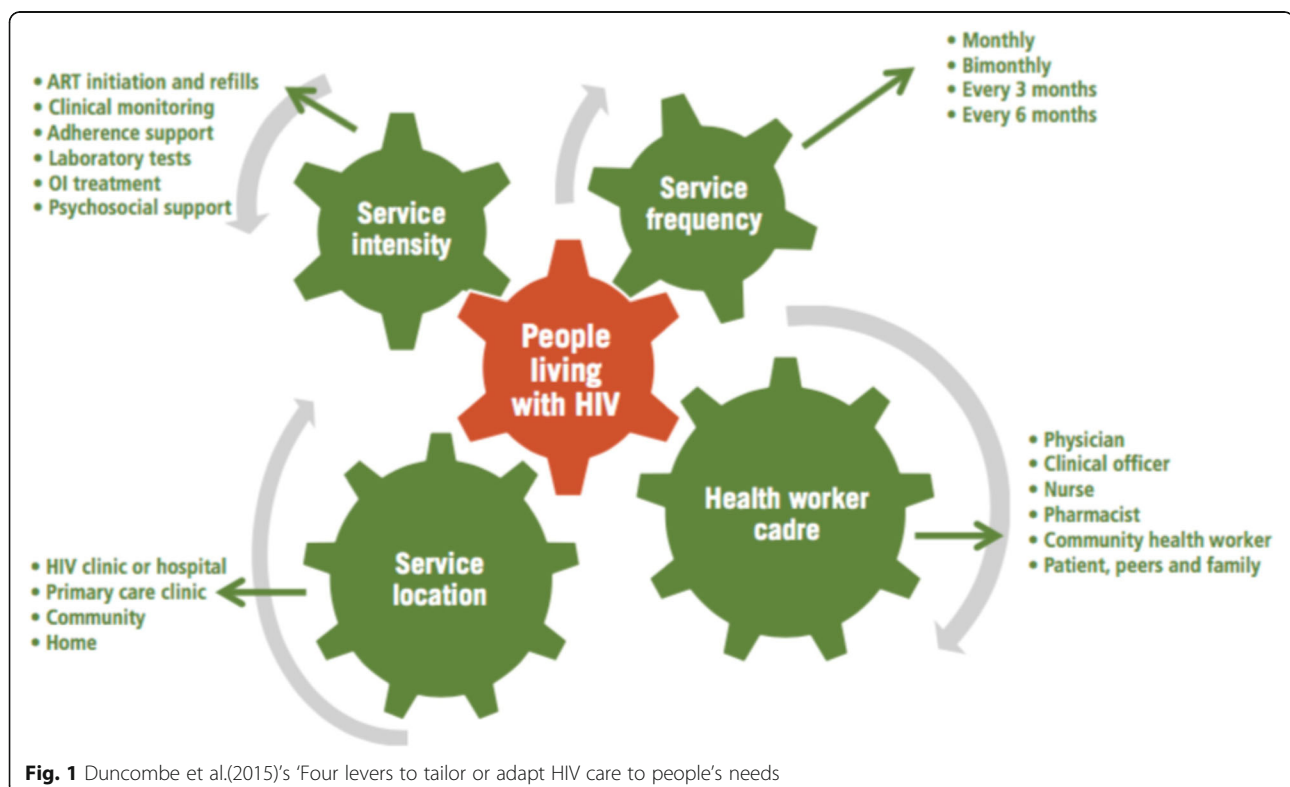 • ART initiation and refills
• Clinical monitoring
• Adherence support
• Laboratory tests
• OI treatment
• Psychosocial support
Service
intensity
• Monthly
• Bimonthly
• Every 3 months
• Every 6 months
Service
frequency
People
living
with HIV
Health worker
cadre
• Physician
• Clinical officer
• Nurse
• Pharmacist
• Community health worker
• Patient, peers and family
Service
location
• HIV clinic or hospital
• Primary care clinic
• Community
• Home
Fig. 1 Duncombe et al.(2015)'s 'Four levers to tailor or adapt HIV care to people's needs